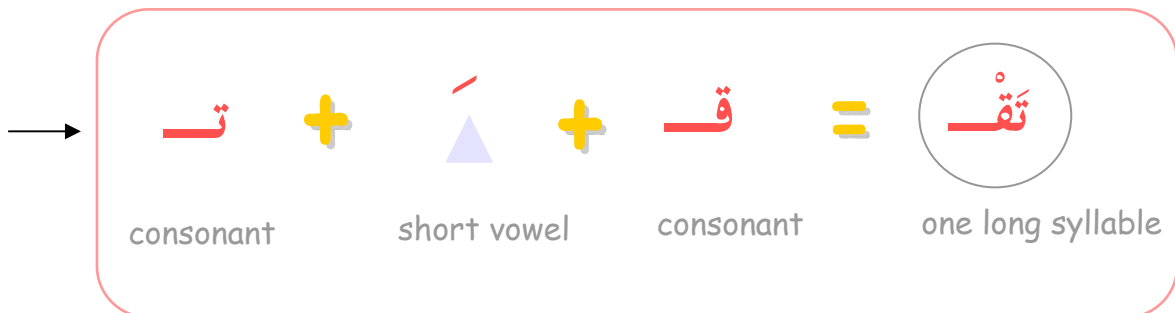 تـ + َ + قـ = تَقْـ
consonant short vowel consonant one long syllable